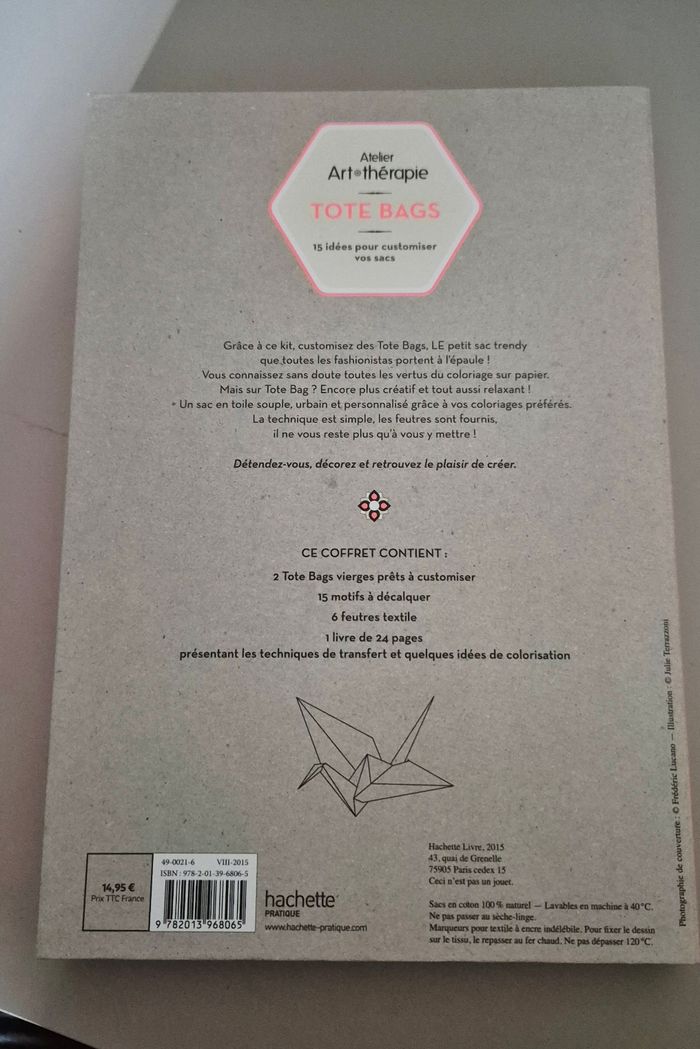 Atelier
Art thérapie
TOTE BAGS
15 idées pour customiser
vos sacs
Grâce à ce kit, customisez des Tote Bags, LE petit sac trendy
que toutes les fashionistas portent à l'épaule !
Vous connaissez sans doute toutes les vertus du coloriage sur papier.
Mais sur Tote Bag ? Encore plus créatif et tout aussi relaxant !
Un sac en toile souple, urbain et personnalisé grâce à vos coloriages préférés.
La technique est simple, les feutres sont fournis,
il ne vous reste plus qu'à vous y mettre !
Détendez-vous, décorez et retrouvez le plaisir de créer.
CE COFFRET CONTIENT :
2 Tote Bags vierges prêts à customiser
15 motifs à décalquer
6 feutres textile
1 livre de 24 pages
présentant les techniques de transfert et quelques idées de colorisation
Photographie de couverture : © Frédéric Lucano — Illustration : © Julie Terrazzoni
14,95 €
Prix TTC France
49-0021-6 VIII-2015
ISBN : 978-2-01-39-6806-5
9 782013 968065
hachette
PRATIQUE
www.hachette-pratique.com
Hachette Livre, 2015
43, quai de Grenelle
75905 Paris cedex 15
Ceci n'est pas un jouet.
Sacs en coton 100 % naturel — Lavables en machine à 40°C.
Ne pas passer au sèche-linge.
Marqueurs pour textile à encre indélébile. Pour fixer le dessin
sur le tissu, le repasser au fer chaud. Ne pas dépasser 120°C.